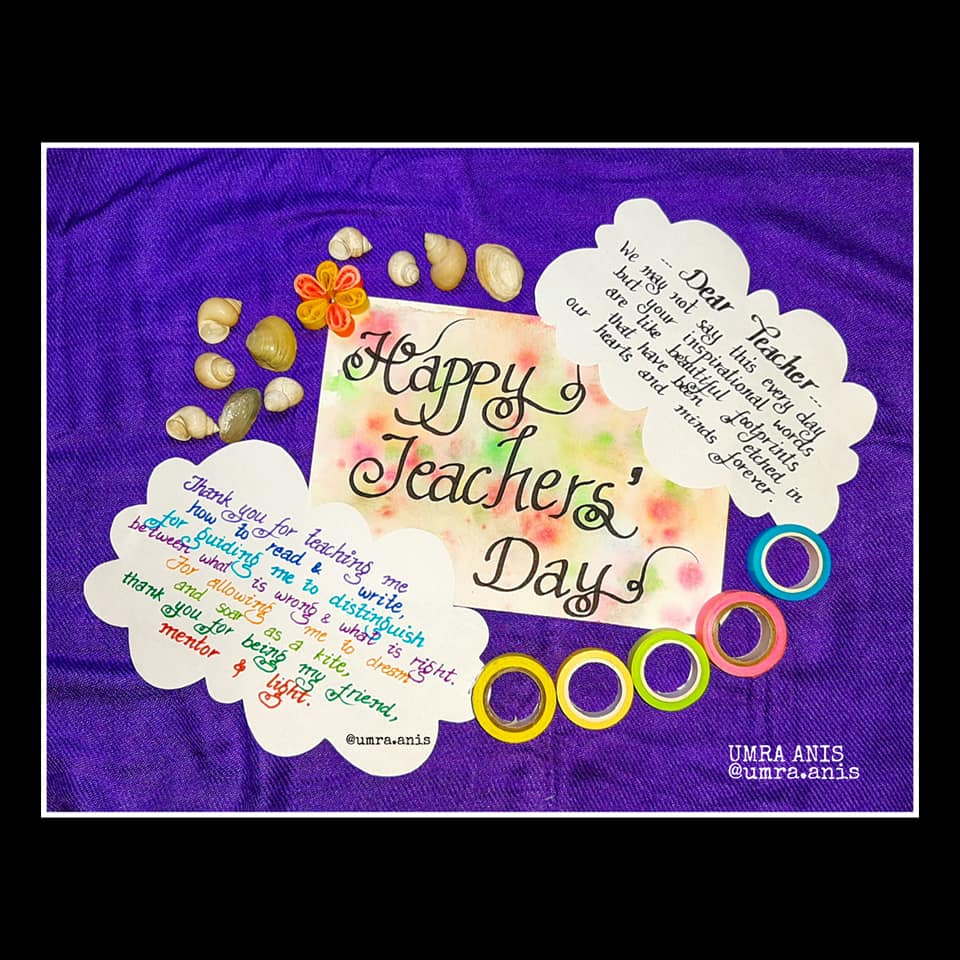 Happy
Teachers'
Day
--- Dear Teacher ---
We may not say this every day
but your inspirational words
are like beautiful footprints
that have been etched in
our hearts and minds forever.
Thank you for teaching me
how to read & write,
for guiding me to distinguish
between what is wrong & what is right.
For allowing me to dream
and soar as a kite,
thank you for being my friend,
mentor & light.
@umra.anis
UMRA ANIS
@umra.anis